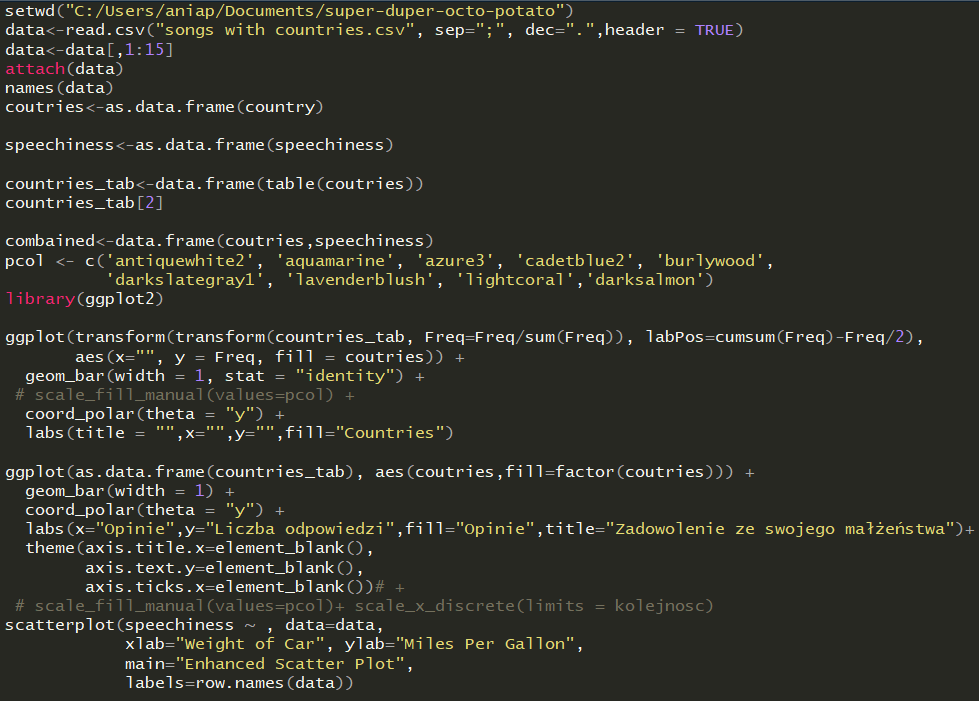 setwd("C:/Users/aniap/Documents/super-duper-octo-potato")
data<-read.csv("songs with countries.csv", sep=";", dec=".",header = TRUE)
data<-data[,1:15]
attach(data)
names(data)
coutries<-as.data.frame(country)
speechiness<-as.data.frame(speechiness)
countries_tab<-data.frame(table(coutries))
countries_tab[2]
combained<-data.frame(coutries,speechiness)
pcol <- c('antiquewhite2', 'aquamarine', 'azure3', 'cadetblue2', 'burlywood',
'darkslategray1', 'lavenderblush', 'lightcoral','darksalmon')
library(ggplot2)
ggplot(transform(transform(countries_tab, Freq=Freq/sum(Freq)), labPos=cumsum(Freq)-Freq/2),
aes(x="", y = Freq, fill = coutries)) +
geom_bar(width = 1, stat = "identity") +
# scale_fill_manual(values=pcol) +
coord_polar(theta = "y") +
labs(title = "",x="",y="",fill="Countries")
ggplot(as.data.frame(countries_tab), aes(coutries,fill=factor(coutries))) +
geom_bar(width = 1) +
coord_polar(theta = "y") +
labs(x="Opinie",y="Liczba odpowiedzi",fill="Opinie",title="Zadowolenie ze swojego małżeństwa")+
theme(axis.title.x=element_blank(),
axis.text.y=element_blank(),
axis.ticks.x=element_blank())# +
# scale_fill_manual(values=pcol)+ scale_x_discrete(limits = kolejnosc)
scatterplot(speechiness ~ , data=data,
xlab="Weight of Car", ylab="Miles Per Gallon",
main="Enhanced Scatter Plot",
labels=row.names(data))